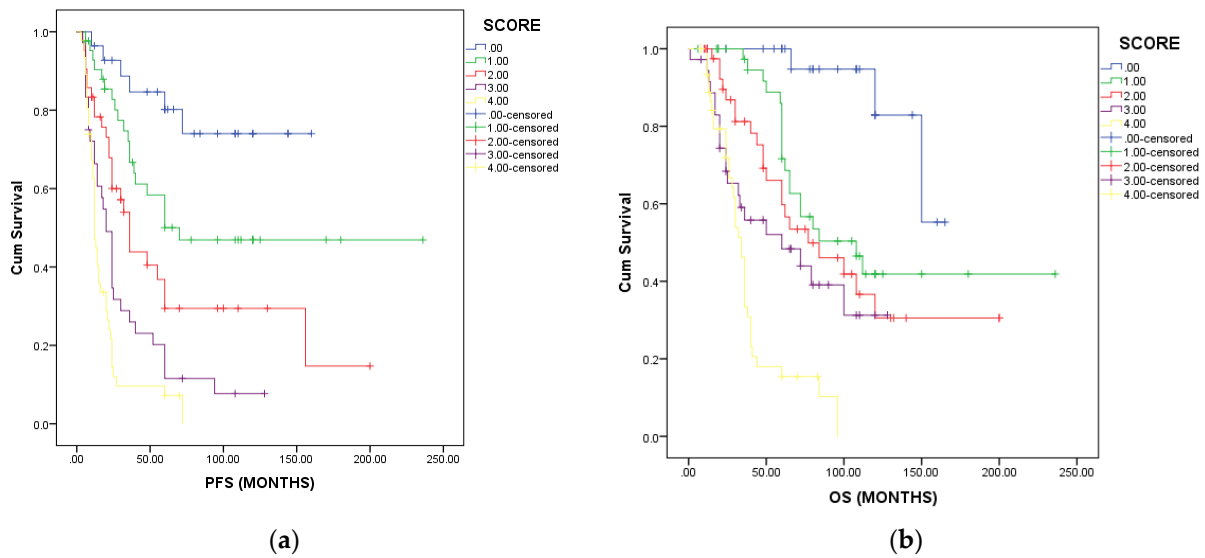 SCORE
.00
1.00
2.00
3.00
4.00
.00-censored
1.00-censored
2.00-censored
3.00-censored
4.00-censored
Cum Survival
1.0
0.8
0.6
0.4
0.2
0.0
.00 50.00 100.00 150.00 200.00 250.00
PFS (MONTHS)
(a)
SCORE
.00
1.00
2.00
3.00
4.00
.00-censored
1.00-censored
2.00-censored
3.00-censored
4.00-censored
Cum Survival
1.0
0.8
0.6
0.4
0.2
0.0
.00 50.00 100.00 150.00 200.00 250.00
OS (MONTHS)
(b)